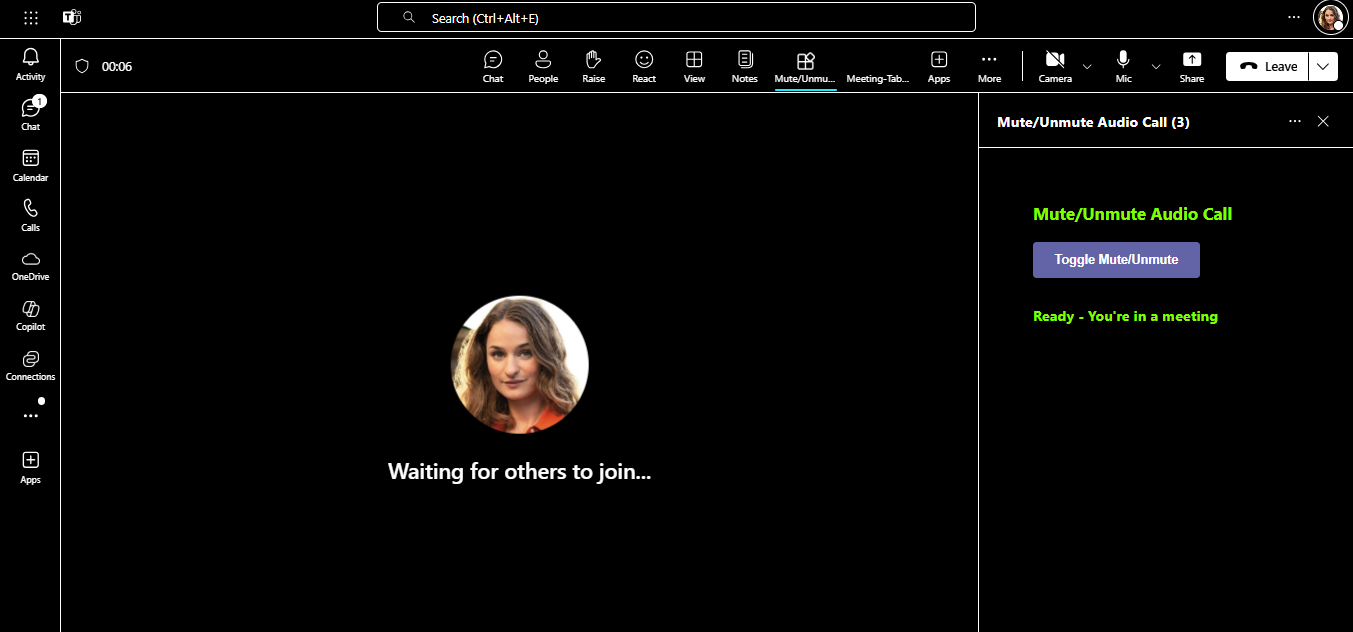 Search (Ctrl+Alt+E)
Activity
1
Chat
Calendar
Calls
OneDrive
Copilot
Connections
Apps
00:06
Chat
People
Raise
React
View
Notes
Mute/Unmu...
Meeting-Tab...
Apps
More
Camera
Mic
Share
Leave
Waiting for others to join...
Mute/Unmute Audio Call (3)
Mute/Unmute Audio Call
Toggle Mute/Unmute
Ready - You're in a meeting